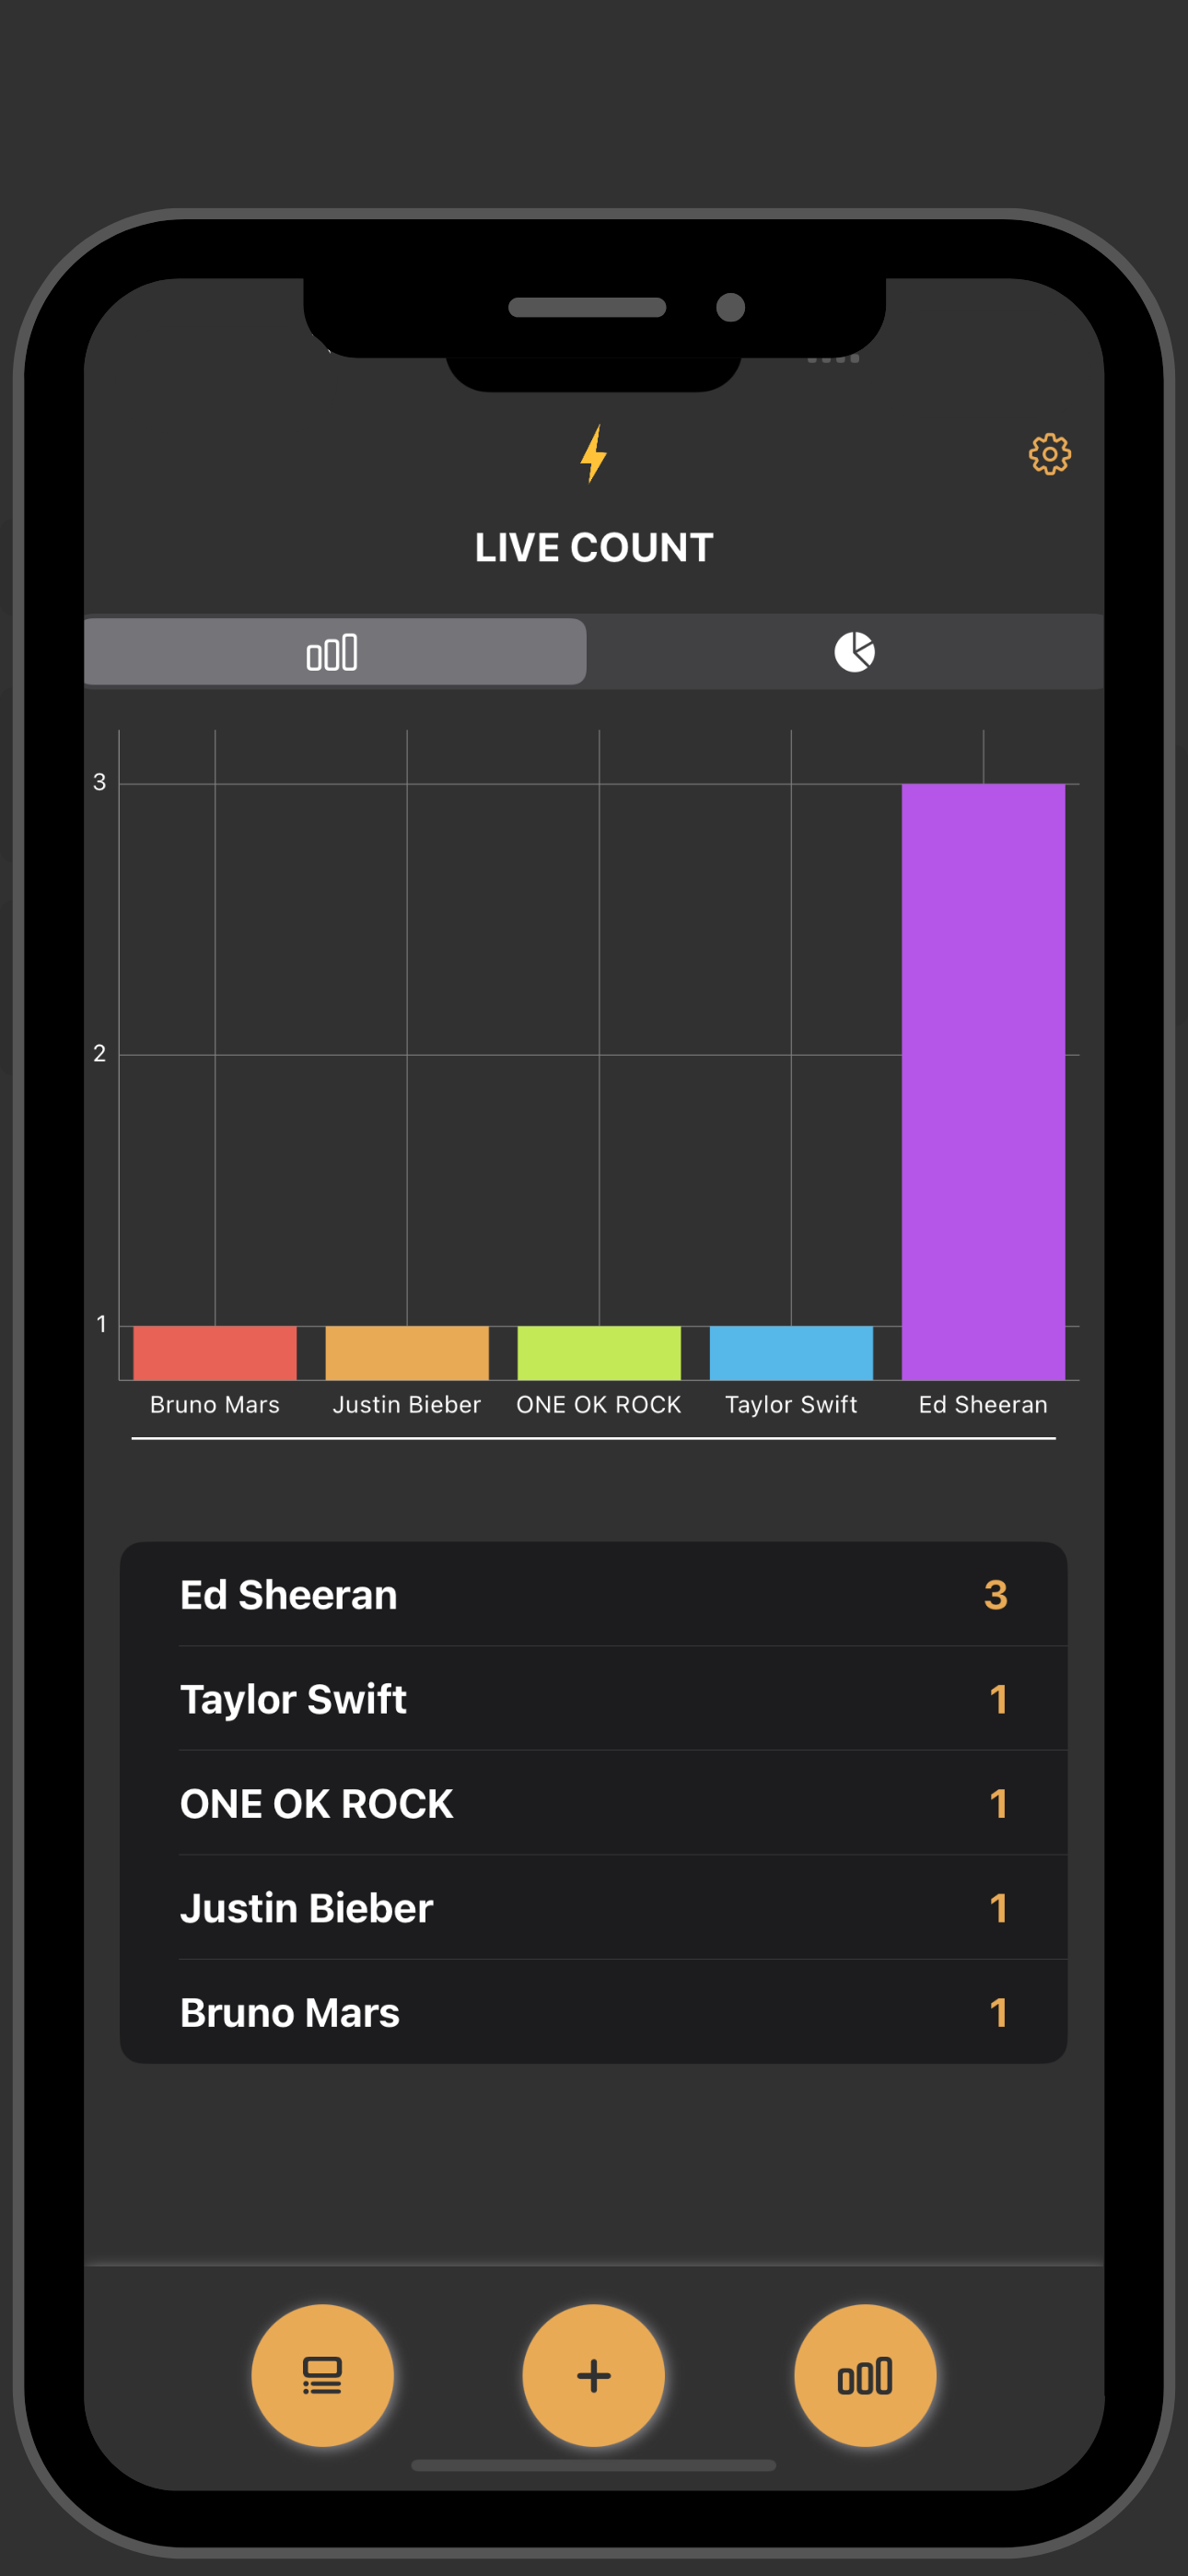 LIVE COUNT
3
2
1
Bruno Mars Justin Bieber ONE OK ROCK Taylor Swift Ed Sheeran
Ed Sheeran 3
Taylor Swift 1
ONE OK ROCK 1
Justin Bieber 1
Bruno Mars 1